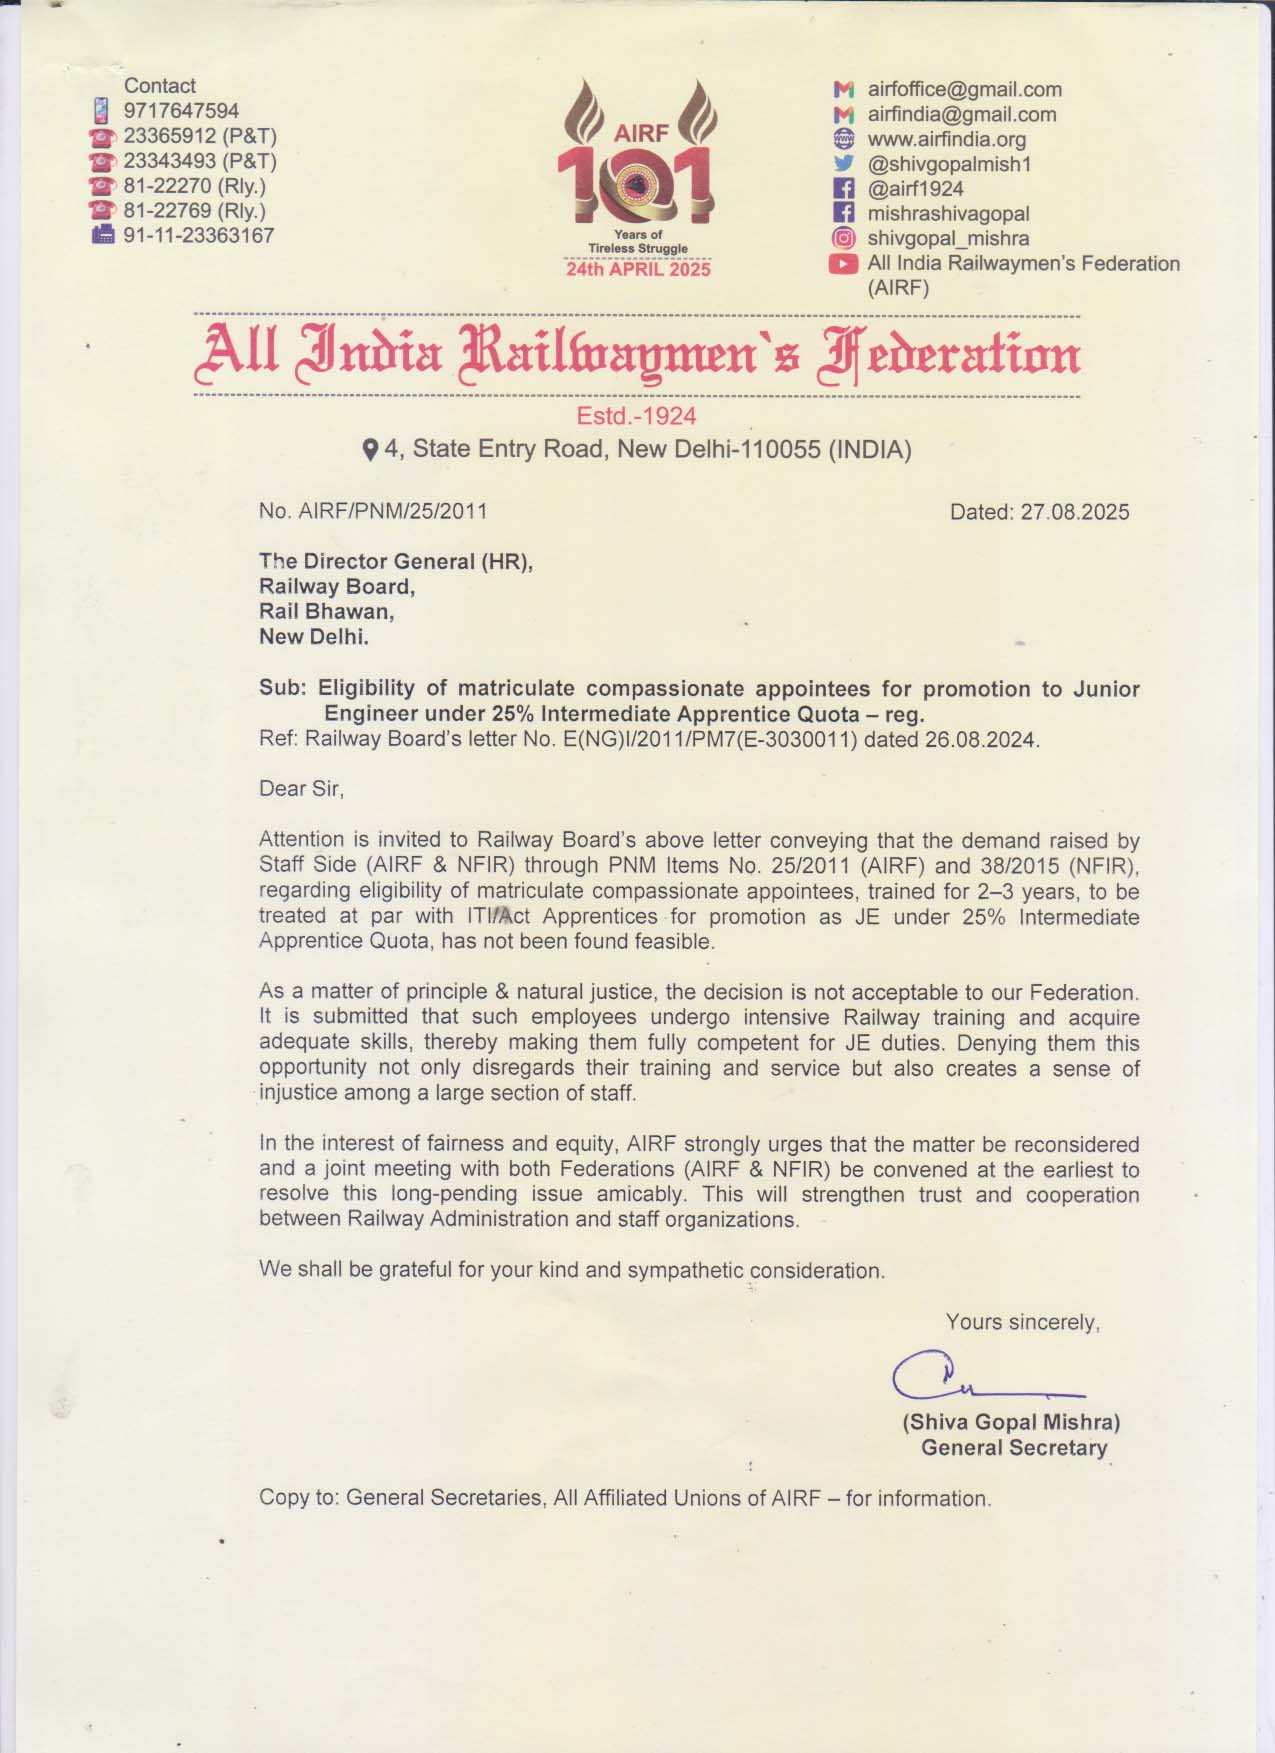 Contact
9717647594
23365912 (P&T)
23343493 (P&T)
81-22270 (Rly.)
81-22769 (Rly.)
91-11-23363167
AIRF
101
Years of
Tireless Struggle
24th APRIL 2025
airfoffice@gmail.com
airfindia@gmail.com
www.airfindia.org
@shivgopalmish1
@airf1924
mishrashivagopal
shivgopal_mishra
All India Railwaymen's Federation
(AIRF)
All India Railwaymen`s Federation
Estd.-1924
4, State Entry Road, New Delhi-110055 (INDIA)
No. AIRF/PNM/25/2011 Dated: 27.08.2025
The Director General (HR),
Railway Board,
Rail Bhawan,
New Delhi.
Sub: Eligibility of matriculate compassionate appointees for promotion to Junior
Engineer under 25% Intermediate Apprentice Quota – reg.
Ref: Railway Board's letter No. E(NG)I/2011/PM7(E-3030011) dated 26.08.2024.
Dear Sir,
Attention is invited to Railway Board's above letter conveying that the demand raised by
Staff Side (AIRF & NFIR) through PNM Items No. 25/2011 (AIRF) and 38/2015 (NFIR),
regarding eligibility of matriculate compassionate appointees, trained for 2–3 years, to be
treated at par with ITI/Act Apprentices for promotion as JE under 25% Intermediate
Apprentice Quota, has not been found feasible.
As a matter of principle & natural justice, the decision is not acceptable to our Federation.
It is submitted that such employees undergo intensive Railway training and acquire
adequate skills, thereby making them fully competent for JE duties. Denying them this
opportunity not only disregards their training and service but also creates a sense of
injustice among a large section of staff.
In the interest of fairness and equity, AIRF strongly urges that the matter be reconsidered
and a joint meeting with both Federations (AIRF & NFIR) be convened at the earliest to
resolve this long-pending issue amicably. This will strengthen trust and cooperation
between Railway Administration and staff organizations.
We shall be grateful for your kind and sympathetic consideration.
Yours sincerely,
(Shiva Gopal Mishra)
General Secretary
Copy to: General Secretaries, All Affiliated Unions of AIRF – for information.